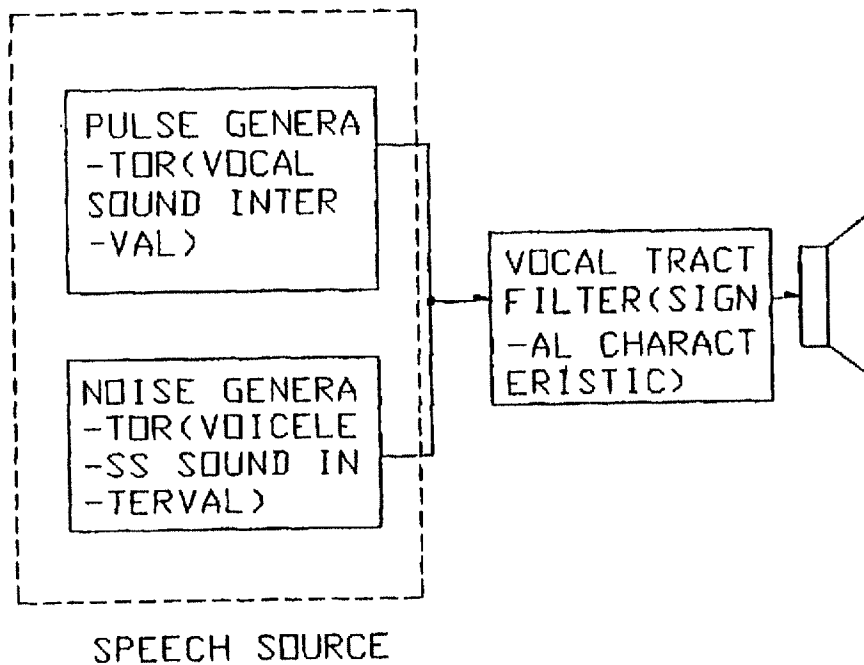 PULSE GENERA
-TOR(VOCAL
SOUND INTER
-VAL)
NOISE GENERA
-TOR(VOICELE
-SS SOUND IN
-TERVAL)
VOCAL TRACT
FILTER(SIGN
-AL CHARACT
ERISTIC)
SPEECH SOURCE